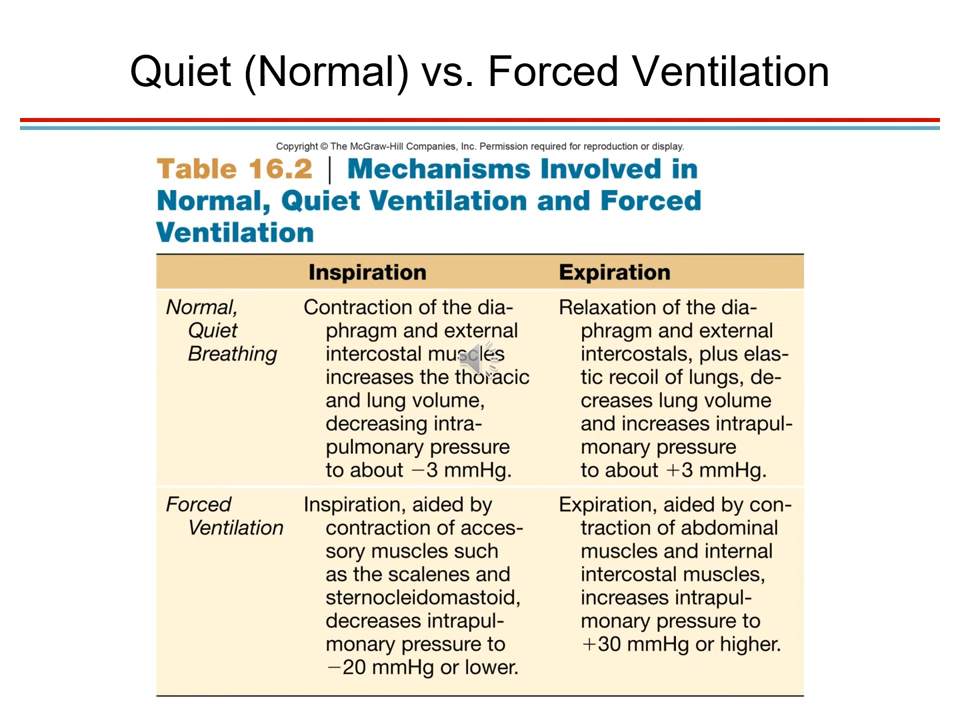 Quiet (Normal) vs. Forced Ventilation
Copyright © The McGraw-Hill Companies, Inc. Permission required for reproduction or display.
Table 16.2 | Mechanisms Involved in
Normal, Quiet Ventilation and Forced
Ventilation
Inspiration Expiration
Normal,
Quiet
Breathing
Contraction of the dia-
phragm and external
intercostal muscles
increases the thoracic
and lung volume,
decreasing intra-
pulmonary pressure
to about −3 mmHg.
Relaxation of the dia-
phragm and external
intercostals, plus elas-
tic recoil of lungs, de-
creases lung volume
and increases intrapul-
monary pressure
to about +3 mmHg.
Forced
Ventilation
Inspiration, aided by
contraction of acces-
sory muscles such
as the scalenes and
sternocleidomastoid,
decreases intrapul-
monary pressure to
−20 mmHg or lower.
Expiration, aided by con-
traction of abdominal
muscles and internal
intercostal muscles,
increases intrapul-
monary pressure to
+30 mmHg or higher.